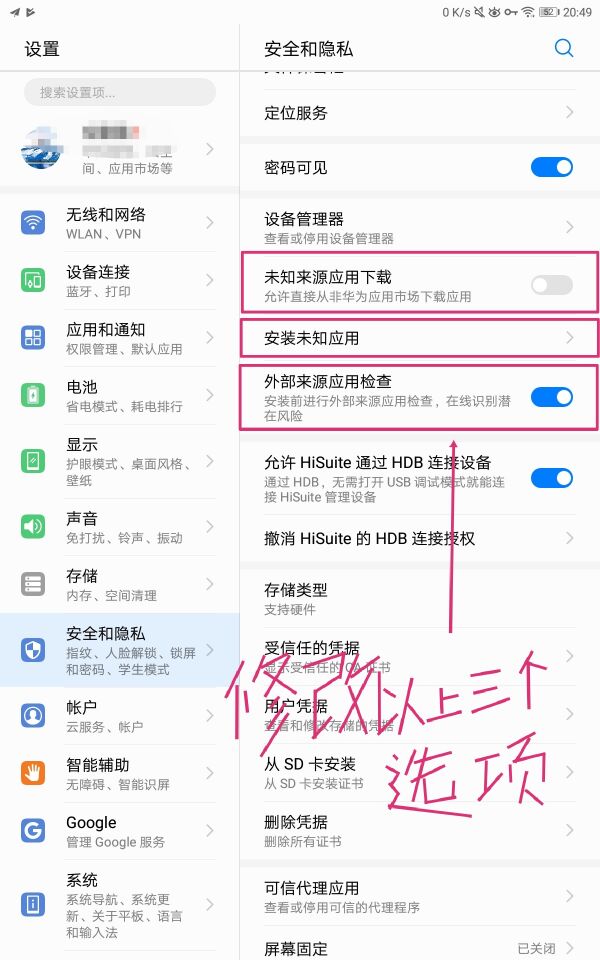 0 K/s 52 20:49
设置
搜索设置项...
间、应用市场等
无线和网络
WLAN、VPN
设备连接
蓝牙、打印
应用和通知
权限管理、默认应用
电池
省电模式、耗电排行
显示
护眼模式、桌面风格、
壁纸
声音
免打扰、铃声、振动
存储
内存、空间清理
安全和隐私
指纹、人脸解锁、锁屏
和密码、学生模式
帐户
云服务、帐户
智能辅助
无障碍、智能识屏
Google
管理 Google 服务
系统
系统导航、系统更
新、关于平板、语言
和输入法
安全和隐私
定位服务
密码可见
设备管理器
查看或停用设备管理器
未知来源应用下载
允许直接从非华为应用市场下载应用
安装未知应用
外部来源应用检查
安装前进行外部来源应用检查，在线识别潜
在风险
允许 HiSuite 通过 HDB 连接设备
通过 HDB，无需打开 USB 调试模式就能连
接 HiSuite 管理设备
撤消 HiSuite 的 HDB 连接授权
存储类型
支持硬件
受信任的凭据
显示受信任的 CA 证书
用户凭据
查看和修改存储的凭据
从 SD 卡安装
从 SD 卡安装证书
删除凭据
删除所有证书
可信代理应用
查看或停用可信的代理程序
屏幕固定
已关闭
修改以上三个
选项